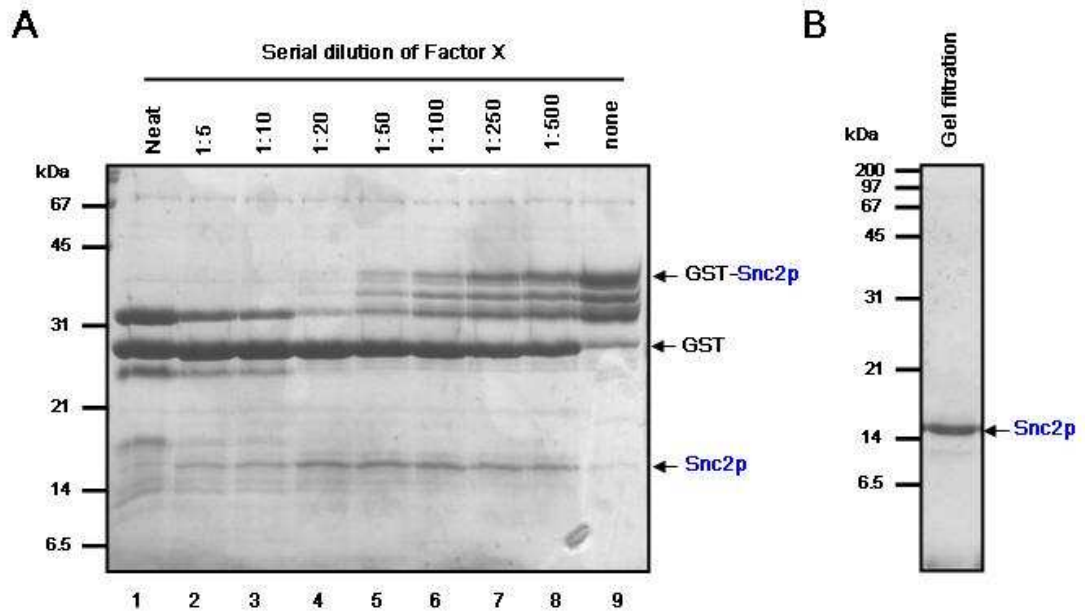 A
Serial dilution of Factor X
Neat 1:5 1:10 1:20 1:50 1:100 1:250 1:500 none
kDa
67
45
31
21
14
6.5
GST-Snc2p
GST
Snc2p
1 2 3 4 5 6 7 8 9
B
Gel filtration
kDa
200
97
67
45
31
21
14
6.5
Snc2p